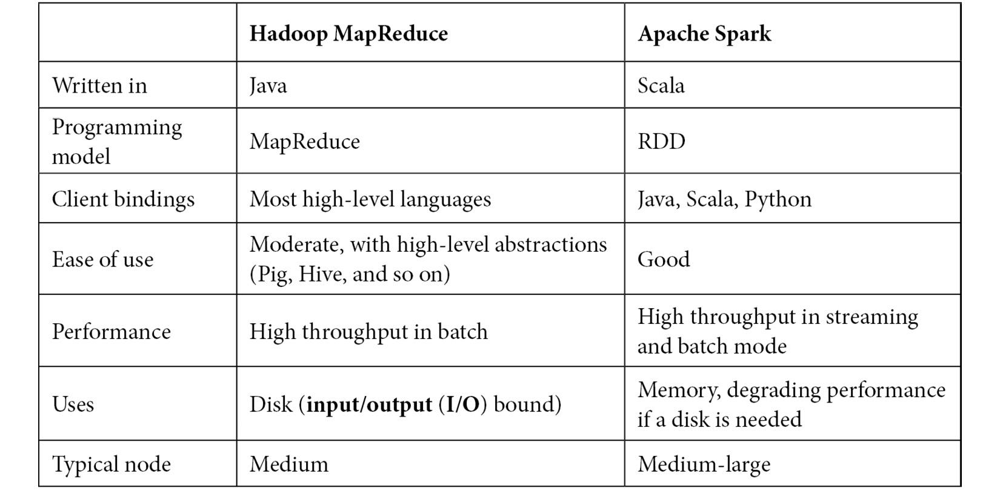 Hadoop MapReduce Apache Spark
Written in Java Scala
Programming
model
MapReduce RDD
Client bindings Most high-level languages Java, Scala, Python
Ease of use
Moderate, with high-level abstractions
(Pig, Hive, and so on)
Good
Performance High throughput in batch
High throughput in streaming
and batch mode
Uses Disk (input/output (I/O) bound)
Memory, degrading performance
if a disk is needed
Typical node Medium Medium-large